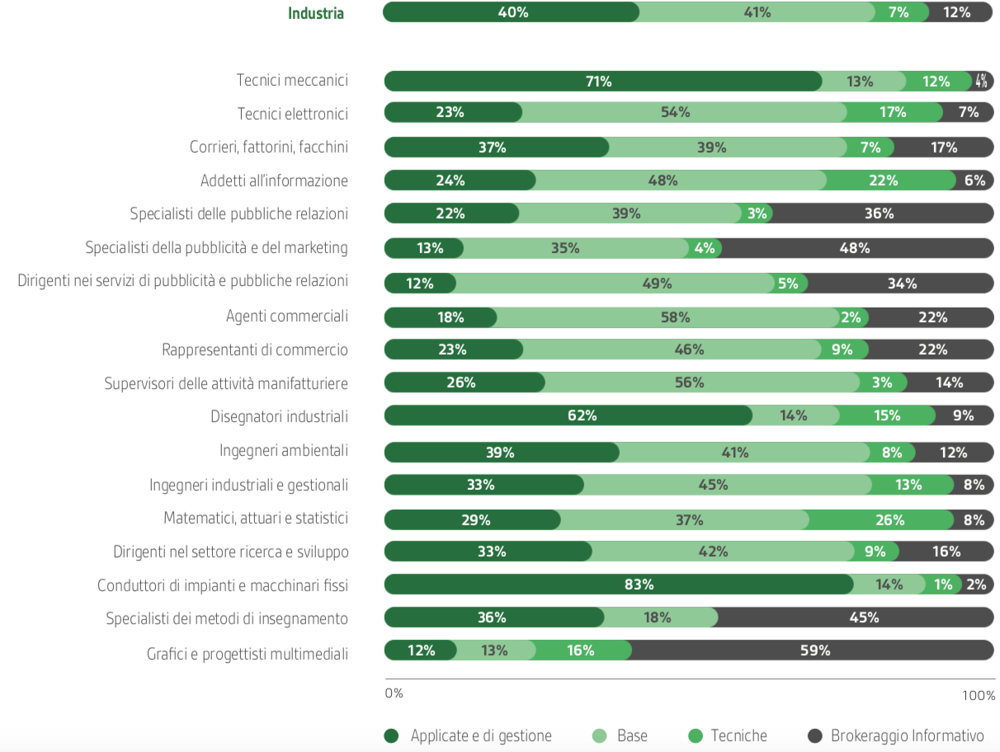 Industria 40% 41% 7% 12%
Tecnici meccanici 71% 13% 12% 4%
Tecnici elettronici 23% 54% 17% 7%
Corrieri, fattorini, facchini 37% 39% 7% 17%
Addetti all'informazione 24% 48% 22% 6%
Specialisti delle pubbliche relazioni 22% 39% 3% 36%
Specialisti della pubblicità e del marketing 13% 35% 4% 48%
Dirigenti nei servizi di pubblicità e pubbliche relazioni 12% 49% 5% 34%
Agenti commerciali 18% 58% 2% 22%
Rappresentanti di commercio 23% 46% 9% 22%
Supervisori delle attività manifatturiere 26% 56% 3% 14%
Disegnatori industriali 62% 14% 15% 9%
Ingegneri ambientali 39% 41% 8% 12%
Ingegneri industriali e gestionali 33% 45% 13% 8%
Matematici, attuari e statistici 29% 37% 26% 8%
Dirigenti nel settore ricerca e sviluppo 33% 42% 9% 16%
Conduttori di impianti e macchinari fissi 83% 14% 1% 2%
Specialisti dei metodi di insegnamento 36% 18% 45%
Grafici e progettisti multimediali 12% 13% 16% 59%
0% 100%
Applicate e di gestione Base Tecniche Brokeraggio Informativo